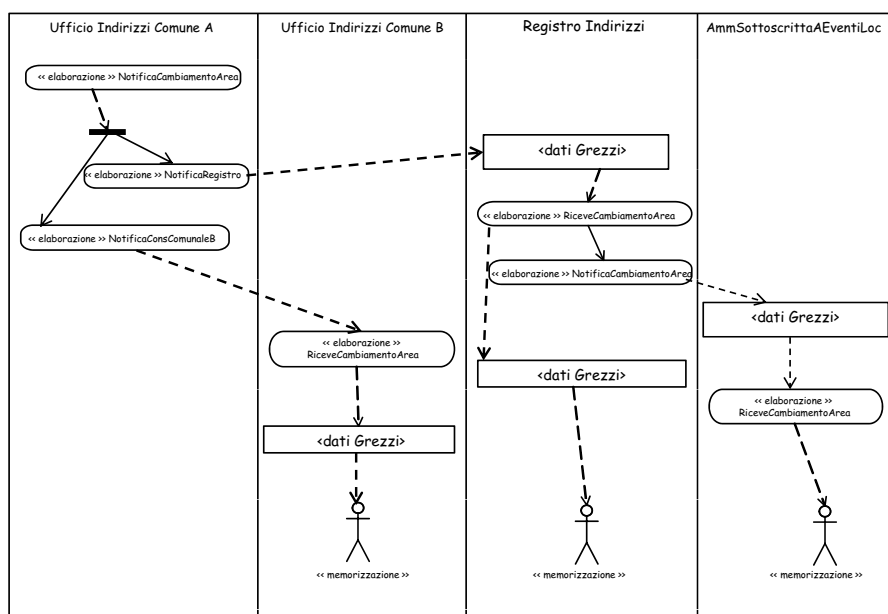 Ufficio Indirizzi Comune A
Ufficio Indirizzi Comune B
Registro Indirizzi
AmmSottoscrittaAEventiLoc
<< elaborazione >> NotificaCambiamentoArea
<dati Grezzi>
<< elaborazione >> NotificaRegistro
<< elaborazione >> RiceveCambiamentoArea
<< elaborazione >> NotificaConsComunaleB
<< elaborazione >> NotificaCambiamentoArea
<dati Grezzi>
<< elaborazione >>
RiceveCambiamentoArea
<dati Grezzi>
<< elaborazione >>
RiceveCambiamentoArea
<dati Grezzi>
<< memorizzazione >>
<< memorizzazione >>
<< memorizzazione >>